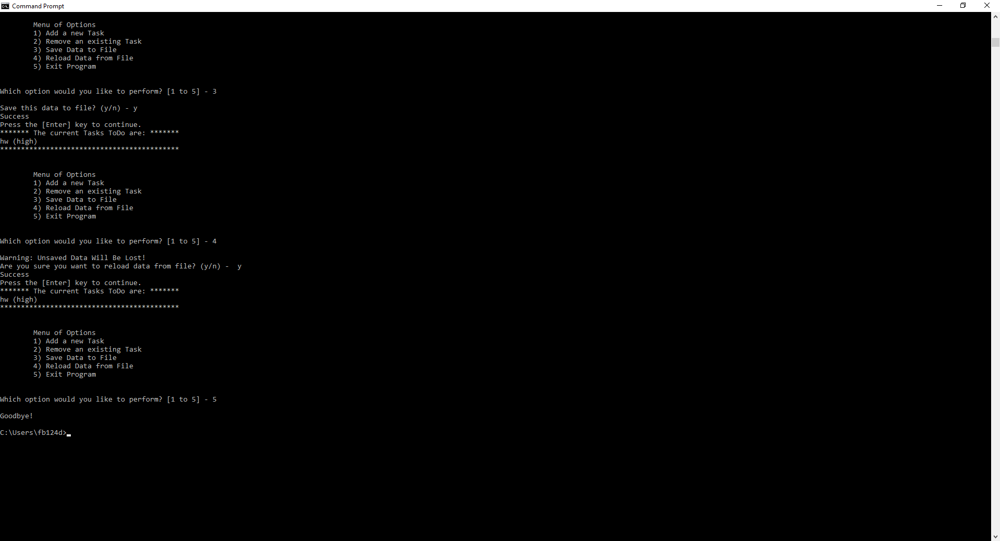 Command Prompt
Menu of Options
1) Add a new Task
2) Remove an existing Task
3) Save Data to File
4) Reload Data from File
5) Exit Program
Which option would you like to perform? [1 to 5] - 3
Save this data to file? (y/n) - y
Success
Press the [Enter] key to continue.
******* The current Tasks ToDo are: *******
hw (high)
*******************************************
Menu of Options
1) Add a new Task
2) Remove an existing Task
3) Save Data to File
4) Reload Data from File
5) Exit Program
Which option would you like to perform? [1 to 5] - 4
Warning: Unsaved Data Will Be Lost!
Are you sure you want to reload data from file? (y/n) -  y
Success
Press the [Enter] key to continue.
******* The current Tasks ToDo are: *******
hw (high)
*******************************************
Menu of Options
1) Add a new Task
2) Remove an existing Task
3) Save Data to File
4) Reload Data from File
5) Exit Program
Which option would you like to perform? [1 to 5] - 5
Goodbye!
C:\Users\fb124d>